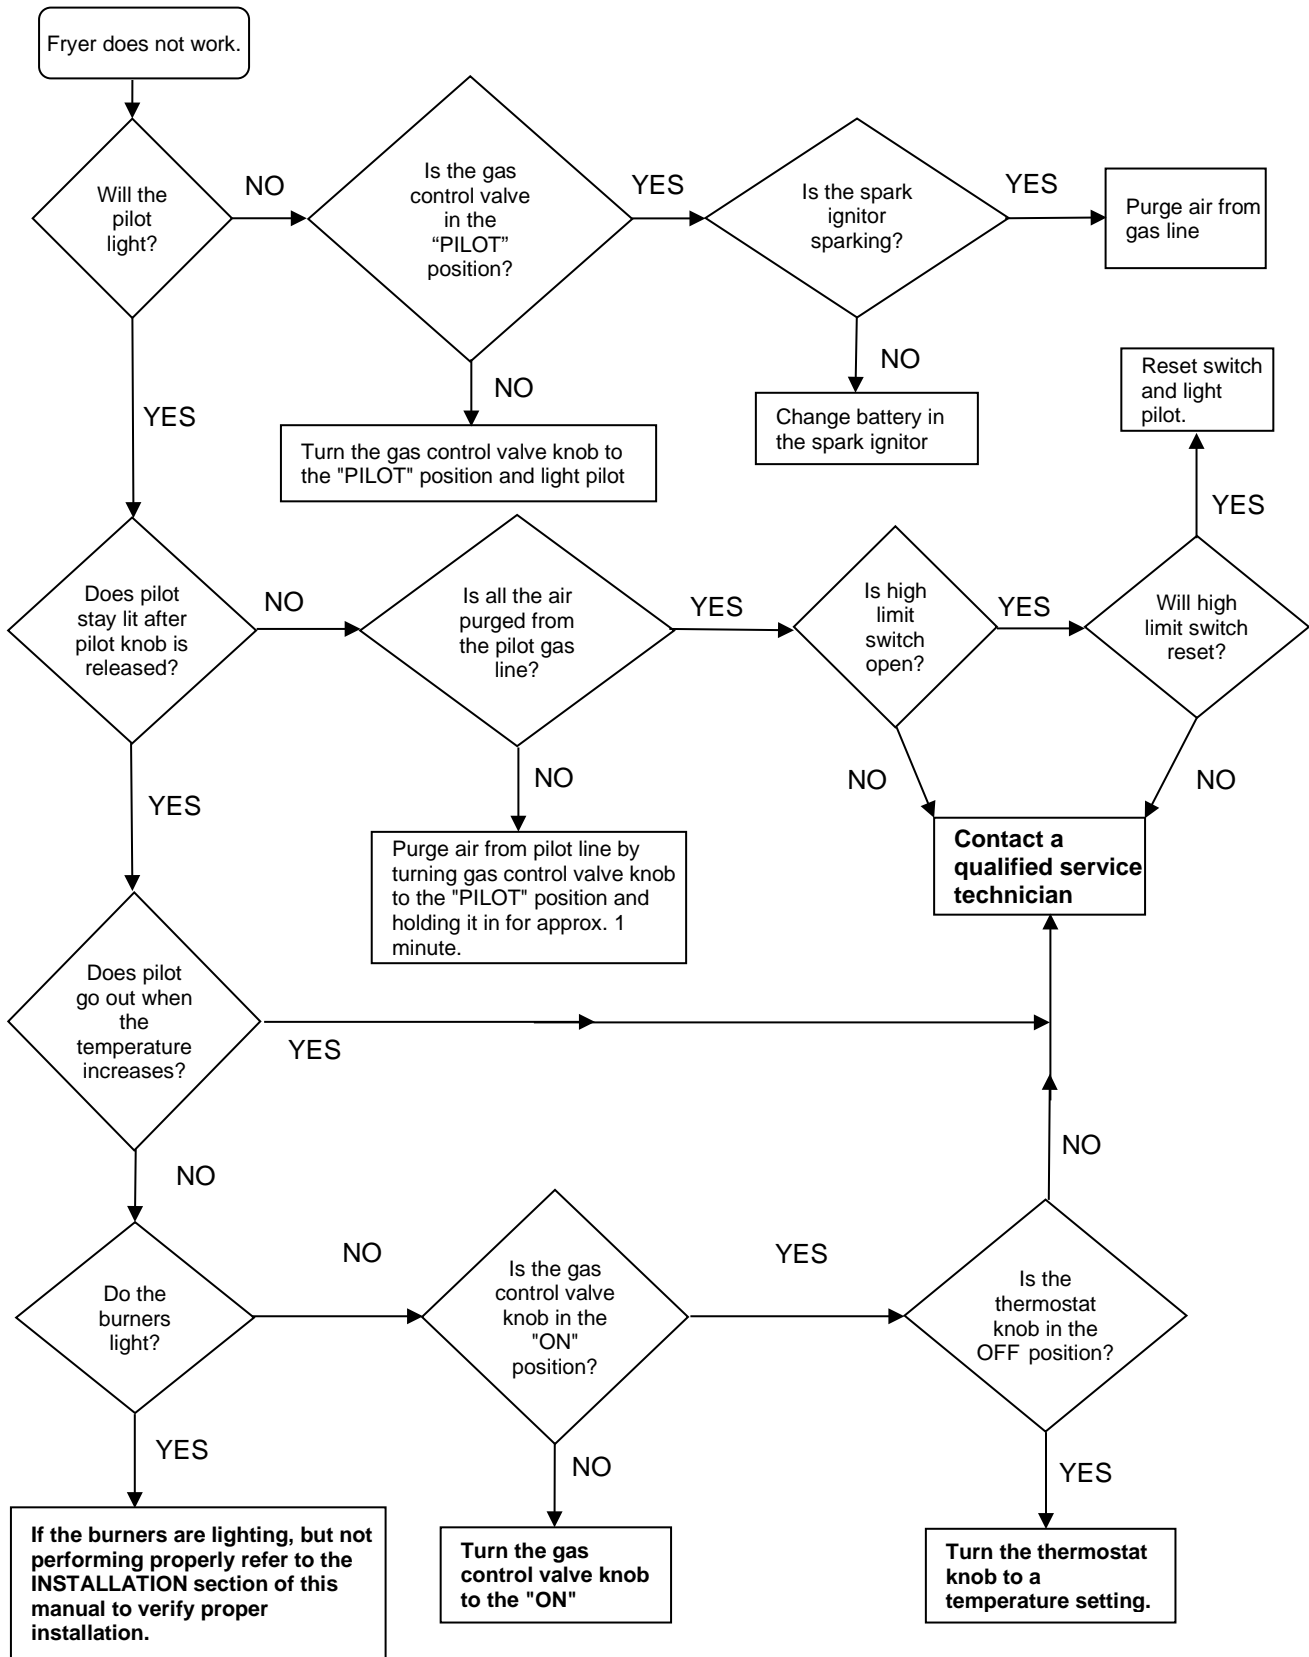 Fryer does not work.
Will the
pilot
light?
NO
Is the gas
control valve
in the
“PILOT”
position?
YES
Is the spark
ignitor
sparking?
YES
Purge air from
gas line
NO
Turn the gas control valve knob to
the "PILOT" position and light pilot
NO
Change battery in
the spark ignitor
Reset switch
and light
pilot.
YES
YES
Does pilot
stay lit after
pilot knob is
released?
NO
Is all the air
purged from
the pilot gas
line?
YES
Is high
limit
switch
open?
YES
Will high
limit switch
reset?
NO
Purge air from pilot line by
turning gas control valve knob
to the "PILOT" position and
holding it in for approx. 1
minute.
NO
NO
Contact a
qualified service
technician
YES
Does pilot
go out when
the
temperature
increases?
YES
NO
NO
Do the
burners
light?
NO
Is the gas
control valve
knob in the
"ON"
position?
YES
Is the
thermostat
knob in the
OFF position?
YES
If the burners are lighting, but not
performing properly refer to the
INSTALLATION section of this
manual to verify proper
installation.
NO
Turn the gas
control valve knob
to the "ON"
YES
Turn the thermostat
knob to a
temperature setting.